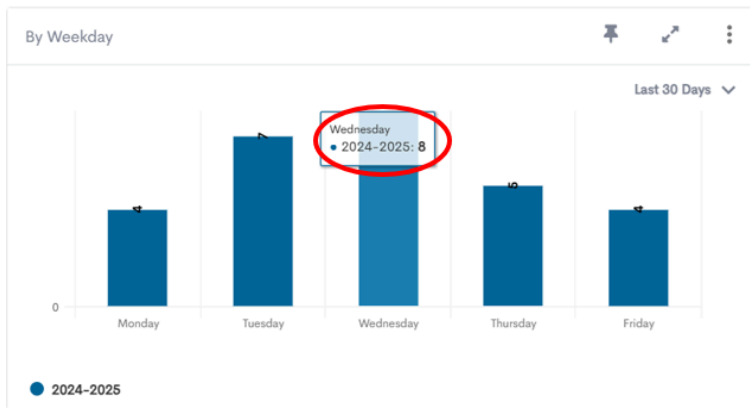 By Weekday
Last 30 Days
Wednesday
2024-2025: 8
4
7
5
4
0
Monday
Tuesday
Wednesday
Thursday
Friday
2024-2025